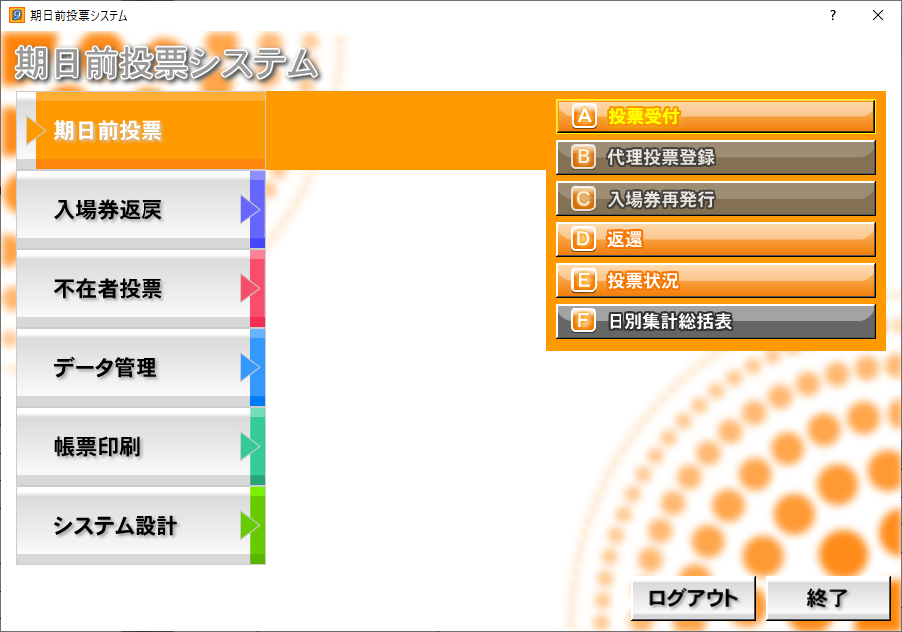 期日前投票システム
?
期日前投票システム
期日前投票
入場券返戻
不在者投票
データ管理
帳票印刷
システム設計
A 投票受付
B 代理投票登録
C 入場券再発行
D 返還
E 投票状況
F 日別集計総括表
ログアウト
終了